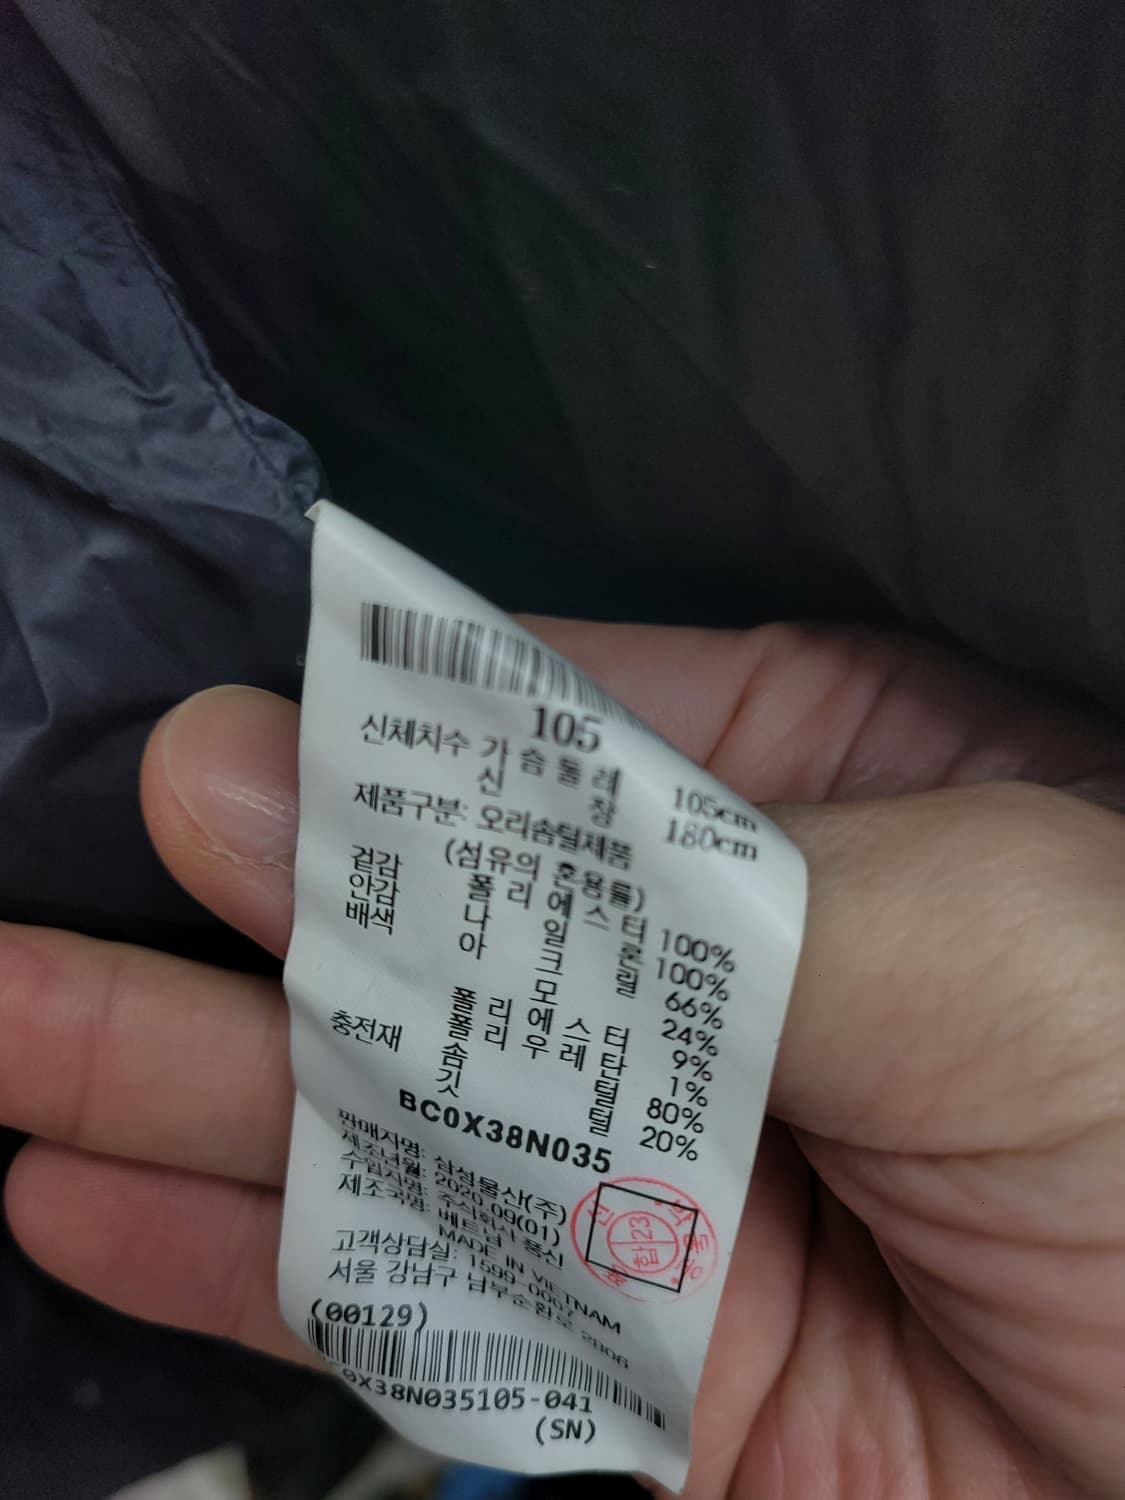 105
신체치수 가슴둘레 105cm
신장 180cm
제품구분: 오리솜털제품
(섬유의 혼용률)
겉감 폴리에스터 100%
안감 나일론 100%
배색 아크릴 66%
모 24%
폴리에스터 9%
폴리우레탄 1%
충전재 솜털 80%
깃털 20%
BC0X38N035
판매자명: 삼성물산(주)
제조년월: 2020.09(01)
수입자명: 주식회사 풍신
제조국명: 베트남
MADE IN VIETNAM
고객상담실: 1599-0007
서울 강남구 남부순환로 2806
(00129)
C0X38N035105-041
(SN)
합23